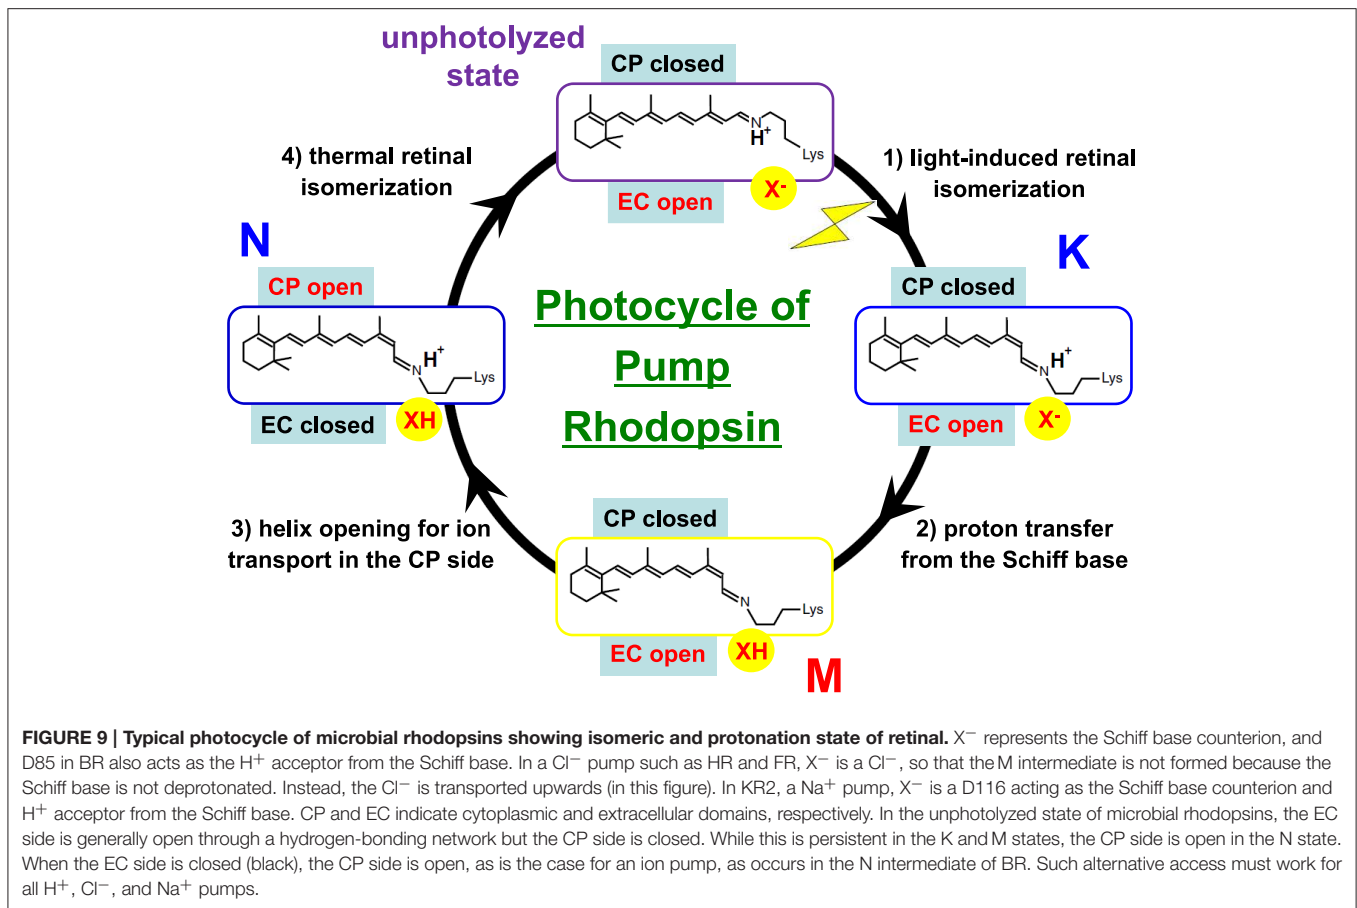 unphotolyzed
state
CP closed
N
H+
Lys
EC open
X-
1) light-induced retinal
isomerization
K
CP closed
H+
N
Lys
EC open
X-
2) proton transfer
from the Schiff base
CP closed
N
Lys
EC open
XH
M
3) helix opening for ion
transport in the CP side
N
CP open
H+
N
Lys
EC closed
XH
4) thermal retinal
isomerization
Photocycle of
Pump
Rhodopsin
FIGURE 9 | Typical photocycle of microbial rhodopsins showing isomeric and protonation state of retinal. X− represents the Schiff base counterion, and
D85 in BR also acts as the H+ acceptor from the Schiff base. In a Cl− pump such as HR and FR, X− is a Cl−, so that the M intermediate is not formed because the
Schiff base is not deprotonated. Instead, the Cl− is transported upwards (in this figure). In KR2, a Na+ pump, X− is a D116 acting as the Schiff base counterion and
H+ acceptor from the Schiff base. CP and EC indicate cytoplasmic and extracellular domains, respectively. In the unphotolyzed state of microbial rhodopsins, the EC
side is generally open through a hydrogen-bonding network but the CP side is closed. While this is persistent in the K and M states, the CP side is open in the N state.
When the EC side is closed (black), the CP side is open, as is the case for an ion pump, as occurs in the N intermediate of BR. Such alternative access must work for
all H+, Cl−, and Na+ pumps.